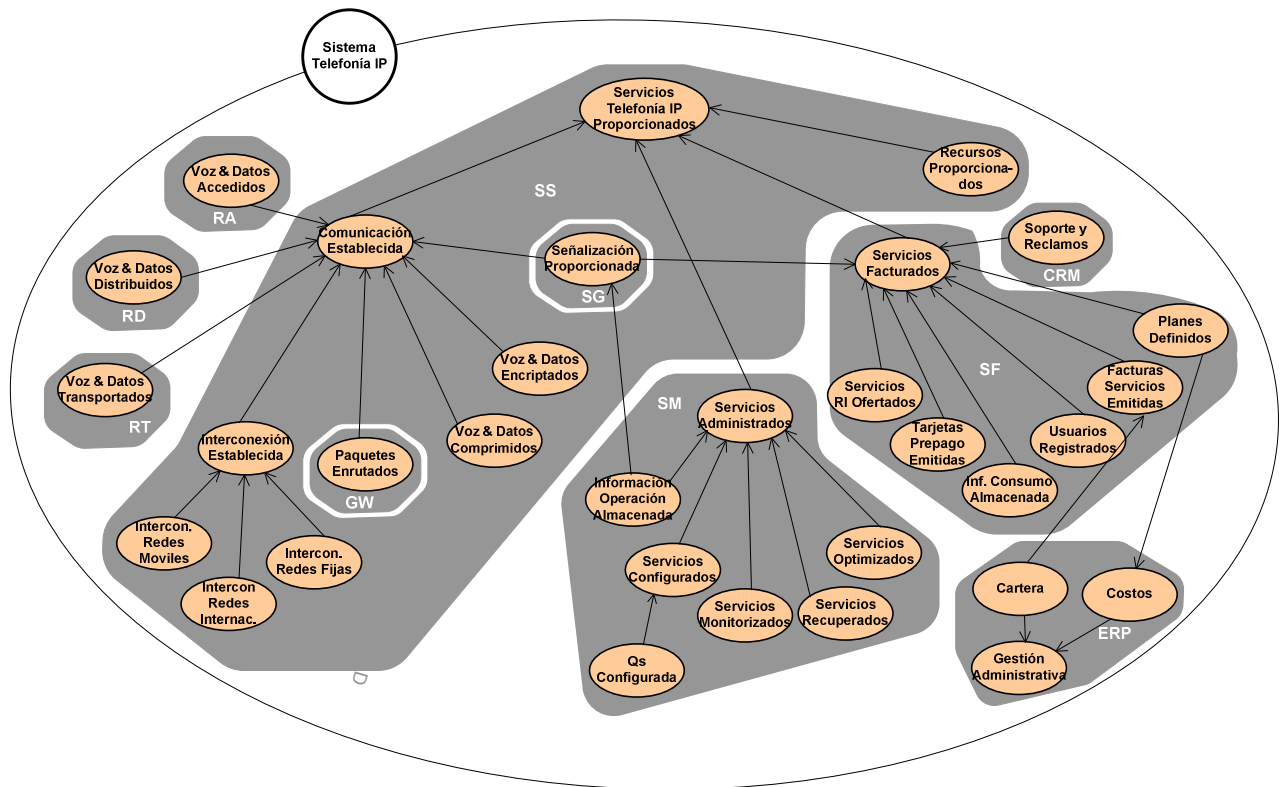 Sistema
Telefonía IP
Servicios
Telefonía IP
Proporcionados
Recursos
Proporciona-
dos
Voz & Datos
Accedidos
RA
SS
Comunicación
Establecida
Señalización
Proporcionada
SG
Servicios
Facturados
Soporte y
Reclamos
CRM
Voz & Datos
Distribuidos
RD
Planes
Definidos
Voz & Datos
Transportados
RT
Voz & Datos
Encriptados
SF
Servicios
RI Ofertados
Facturas
Servicios
Emitidas
SM
Servicios
Administrados
Tarjetas
Prepago
Emitidas
Usuarios
Registrados
Interconexión
Establecida
Paquetes
Enrutados
GW
Voz & Datos
Comprimidos
Inf. Consumo
Almacenada
Información
Operación
Almacenada
Intercon.
Redes
Moviles
Intercon.
Redes Fijas
Intercon
Redes
Internac.
Servicios
Configurados
Servicios
Optimizados
Servicios
Monitorizados
Servicios
Recuperados
Qs
Configurada
Cartera
Costos
ERP
Gestión
Administrativa
D